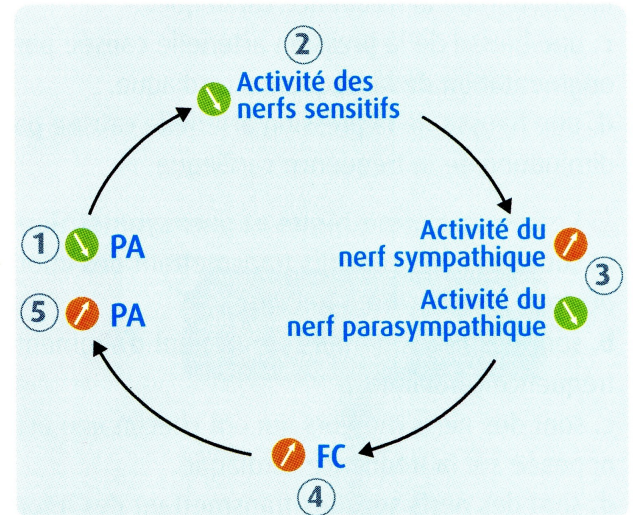 2
Activité des
nerfs sensitifs
1 PA
Activité du
nerf sympathique
3
Activité du
nerf parasympathique
5 PA
FC
4